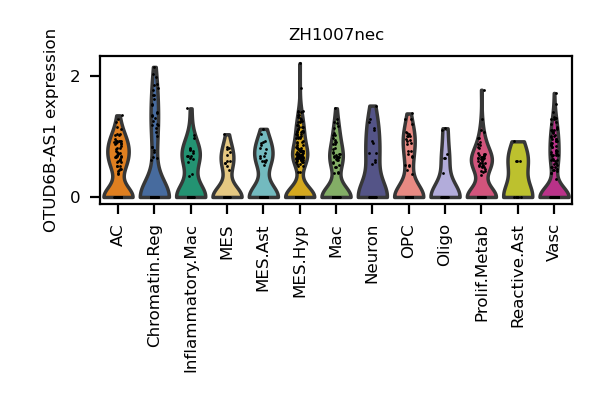 ZH1007nec
OTUD6B-AS1 expression
2
0
AC
Chromatin.Reg
Inflammatory.Mac
MES
MES.Ast
MES.Hyp
Mac
Neuron
OPC
Oligo
Prolif.Metab
Reactive.Ast
Vasc